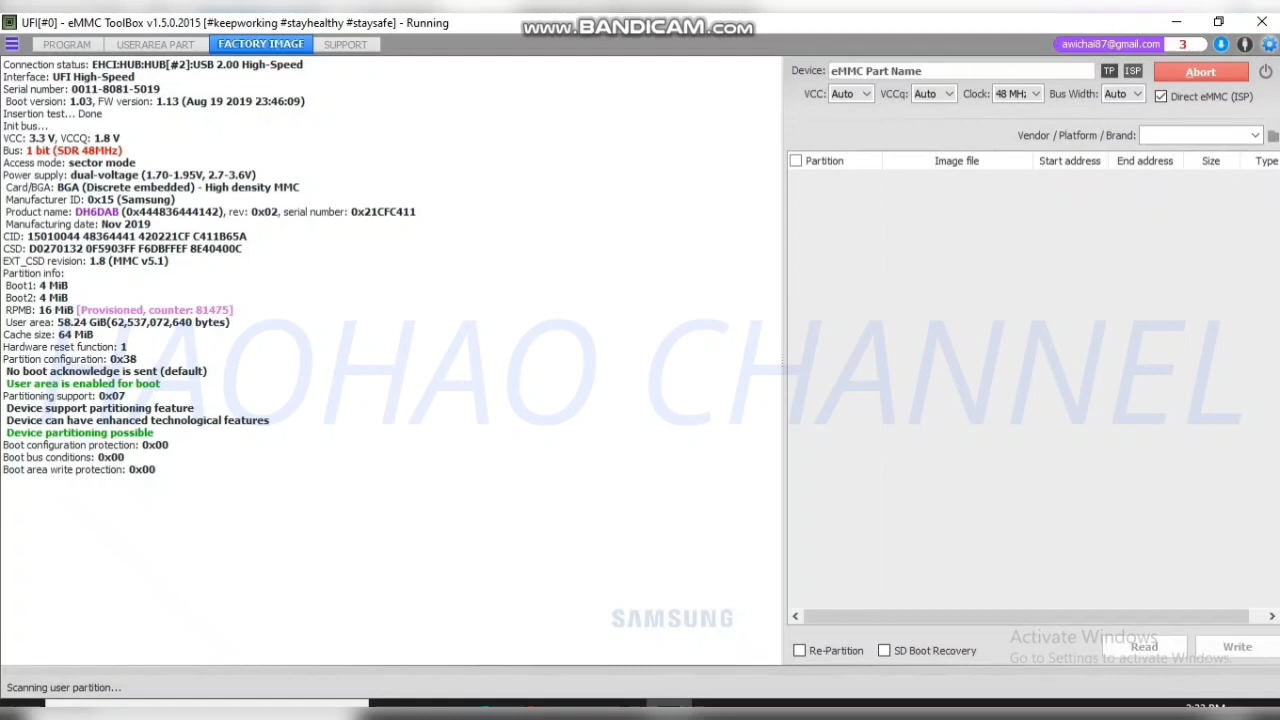 UFI[#0] - eMMC ToolBox v1.5.0.2015 [#keepworking #stayhealthy #staysafe] - Running
www.BANDICAM.com
PROGRAM USERAREA PART FACTORY IMAGE SUPPORT
awichai87@gmail.com 3
Connection status: EHCI:HUB:HUB[#2]:USB 2.00 High-Speed
Interface: UFI High-Speed
Serial number: 0011-8081-5019
Boot version: 1.03, FW version: 1.13 (Aug 19 2019 23:46:09)
Insertion test... Done
Init bus...
VCC: 3.3 V, VCCQ: 1.8 V
Bus: 1 bit (SDR 48MHz)
Access mode: sector mode
Power supply: dual-voltage (1.70-1.95V, 2.7-3.6V)
Card/BGA: BGA (Discrete embedded) - High density MMC
Manufacturer ID: 0x15 (Samsung)
Product name: DH6DAB (0x444836444142), rev: 0x02, serial number: 0x21CFC411
Manufacturing date: Nov 2019
CID: 15010044 48364441 420221CF C411B65A
CSD: D0270132 0F5903FF F6DBFFEF 8E40400C
EXT_CSD revision: 1.8 (MMC v5.1)
Partition info:
Boot1: 4 MiB
Boot2: 4 MiB
RPMB: 16 MiB [Provisioned, counter: 81475]
User area: 58.24 GiB(62,537,072,640 bytes)
Cache size: 64 MiB
Hardware reset function: 1
Partition configuration: 0x38
No boot acknowledge is sent (default)
User area is enabled for boot
Partitioning support: 0x07
Device support partitioning feature
Device can have enhanced technological features
Device partitioning possible
Boot configuration protection: 0x00
Boot bus conditions: 0x00
Boot area write protection: 0x00
HAOHAO CHANNEL
SAMSUNG
Device: eMMC Part Name TP ISP Abort
VCC: Auto VCCq: Auto Clock: 48 MH; Bus Width: Auto Direct eMMC (ISP)
Vendor / Platform / Brand:
Partition Image file Start address End address Size Type
Re-Partition SD Boot Recovery Read Write
Activate Windows
Go to Settings to activate Windows.
Scanning user partition...